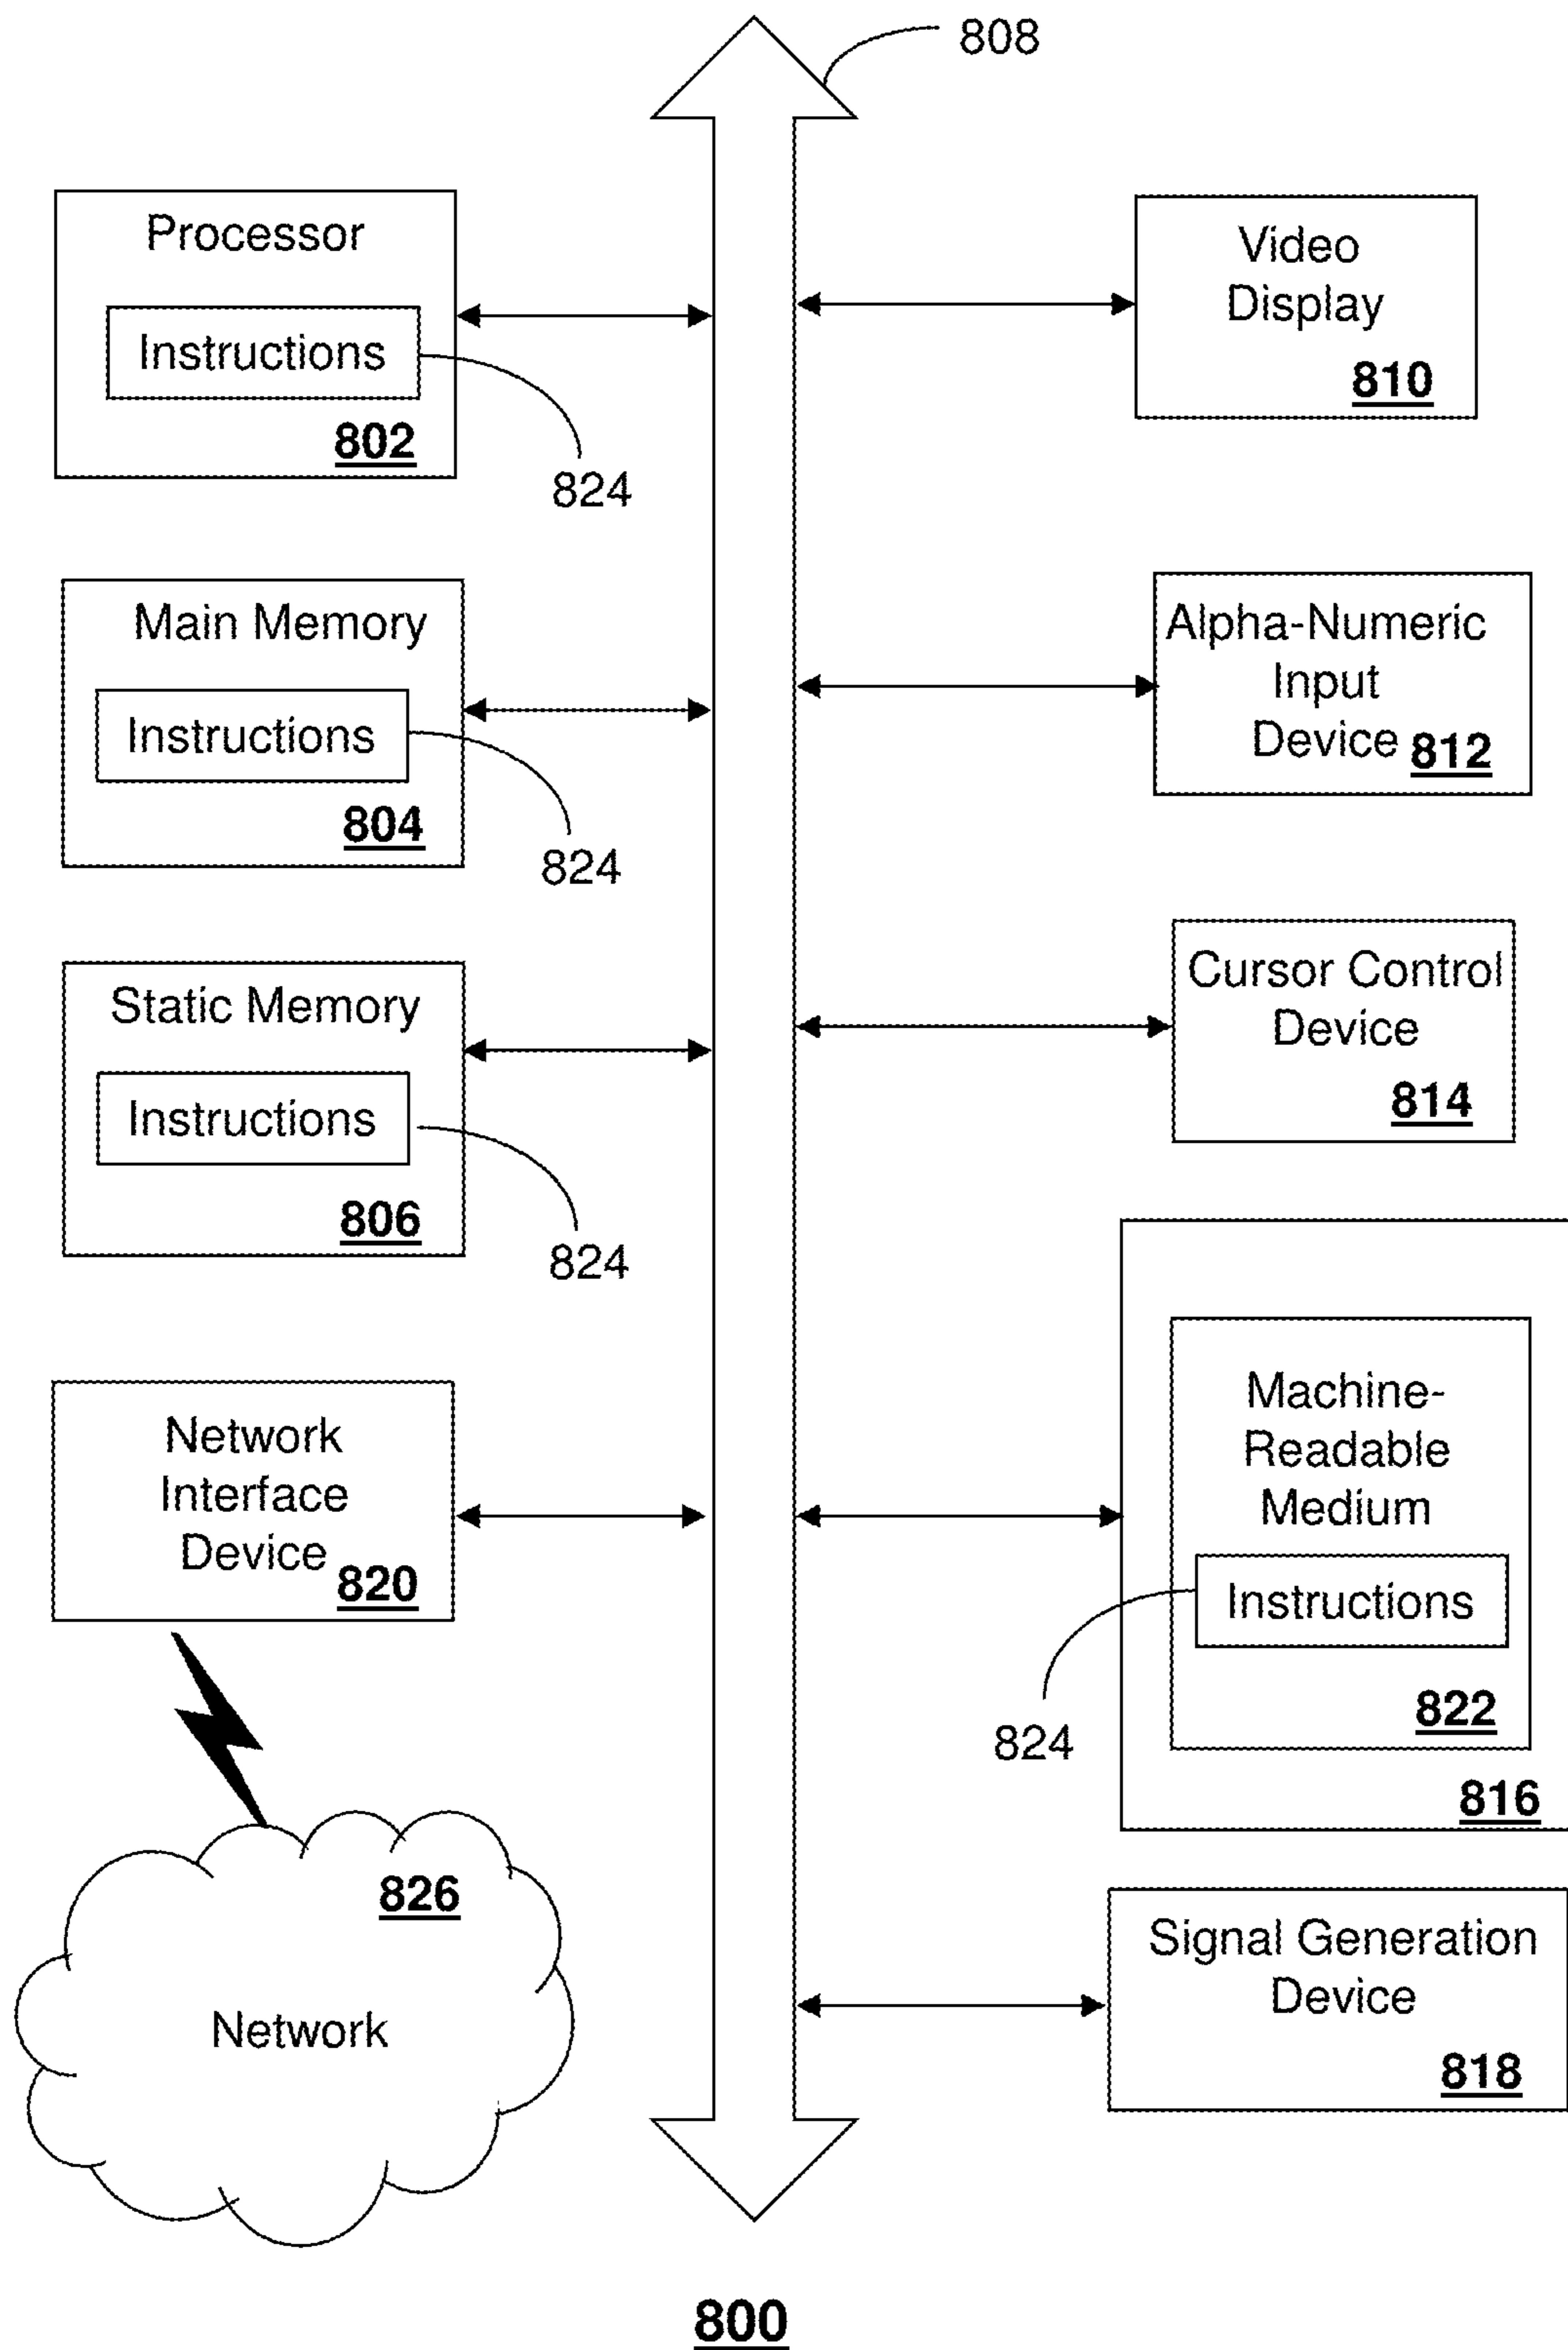 808
Processor
Instructions
802
824
Main Memory
Instructions
804
824
Static Memory
Instructions
806
824
Network
Interface
Device
820
826
Network
Video
Display
810
Alpha-Numeric
Input
Device 812
Cursor Control
Device
814
Machine-
Readable
Medium
Instructions
824
822
816
Signal Generation
Device
818
800